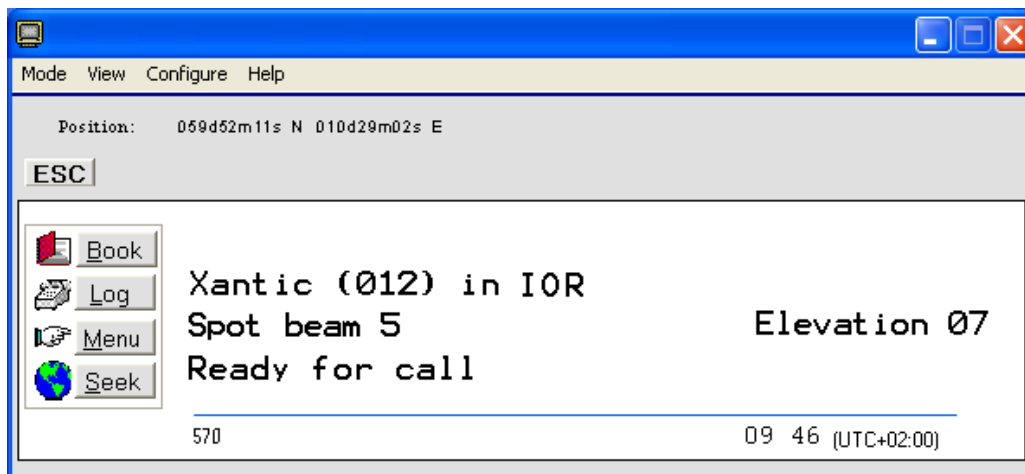 Mode View Configure Help
Position: 059d52m11s N 010d29m02s E
ESC
Book
Log
Menu
Seek
Xantic (012) in IOR
Spot beam 5 Elevation 07
Ready for call
570 09 46 (UTC+02:00)